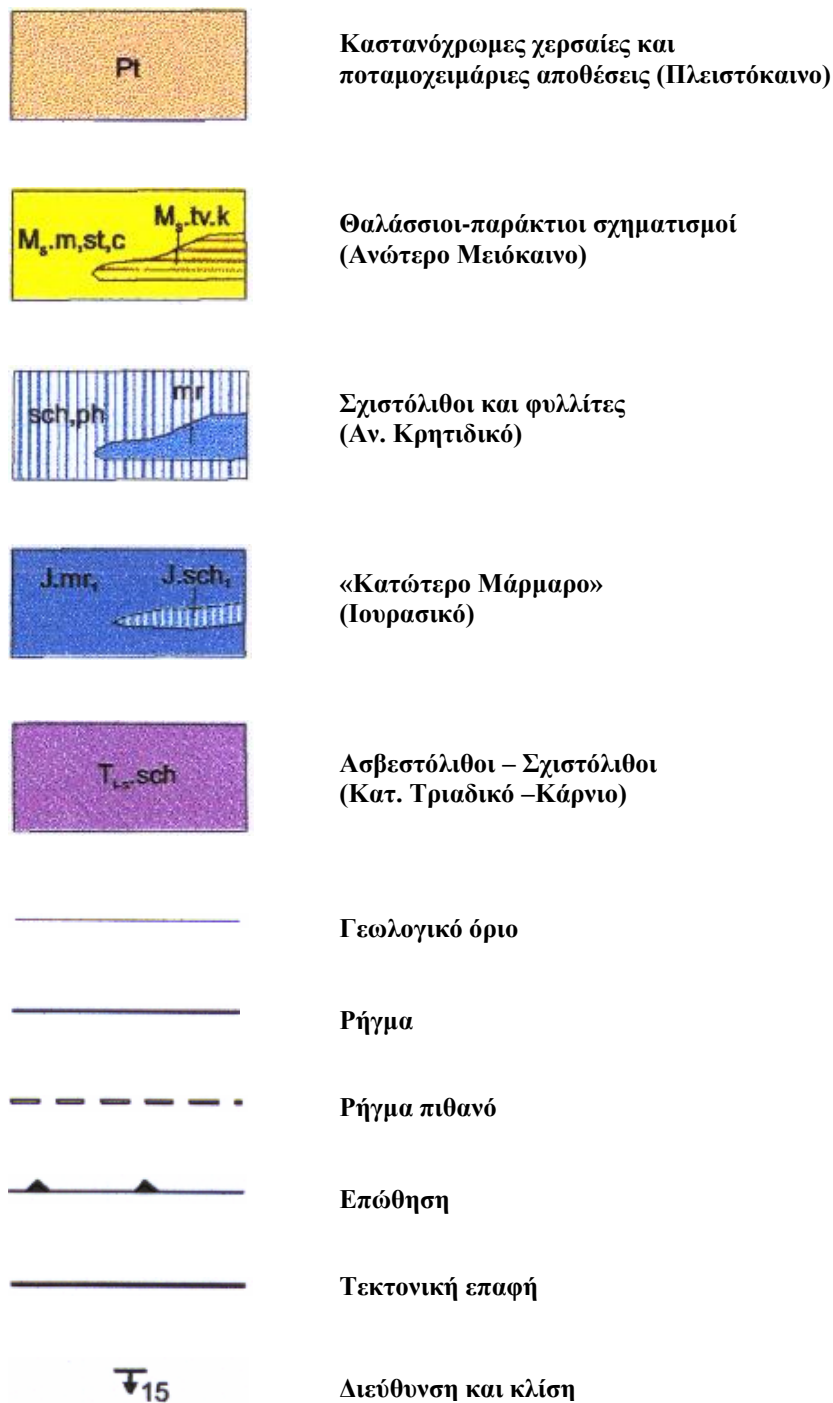 Pt
Καστανόχρωμες χερσαίες και
ποταμοχειμάριες αποθέσεις (Πλειστόκαινο)
Ms.m,st,c
Ms.tv.k
Θαλάσσιοι-παράκτιοι σχηματισμοί
(Ανώτερο Μειόκαινο)
sch,ph
mr
Σχιστόλιθοι και φυλλίτες
(Αν. Κρητιδικό)
J.mr₁
J.sch₁
«Κατώτερο Μάρμαρο»
(Ιουρασικό)
Ti-s.sch
Ασβεστόλιθοι – Σχιστόλιθοι
(Κατ. Τριαδικό –Κάρνιο)
Γεωλογικό όριο
Ρήγμα
Ρήγμα πιθανό
Επώθηση
Τεκτονική επαφή
15
Διεύθυνση και κλίση